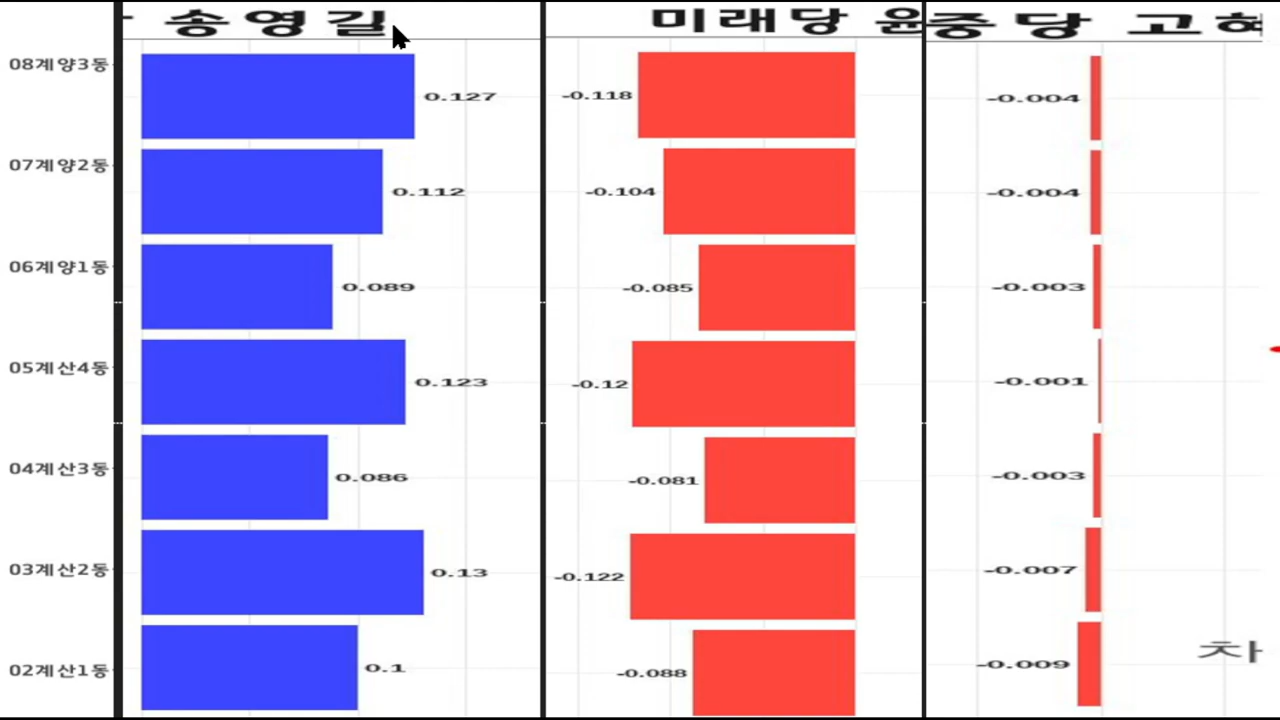 송영길 미래당 중당 고
08계양3동 0.127 -0.118 -0.004
07계양2동 0.112 -0.104 -0.004
06계양1동 0.089 -0.085 -0.003
05계산4동 0.123 -0.12 -0.001
04계산3동 0.086 -0.081 -0.003
03계산2동 0.13 -0.122 -0.007
차
02계산1동 0.1 -0.088 -0.009